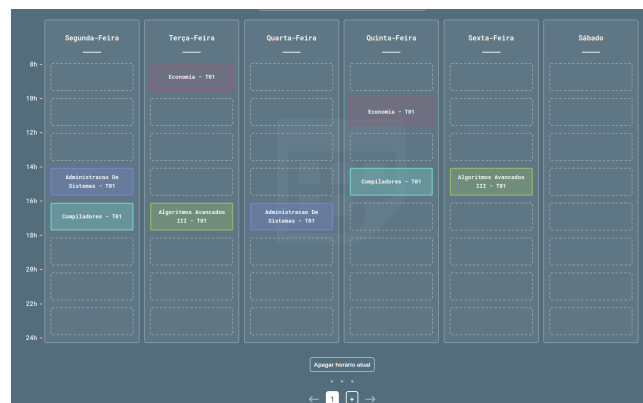 Segunda-Feira Terça-Feira Quarta-Feira Quinta-Feira Sexta-Feira Sábado
8h -
Economia - T01
10h -
Economia - T01
12h -
14h -
Administracao De
Sistemas - T01
Compiladores - T01
Algoritmos Avancados
III - T01
16h -
Compiladores - T01
Algoritmos Avancados
III - T01
Administracao De
Sistemas - T01
18h -
20h -
22h -
24h -
Apagar horário atual
1
+